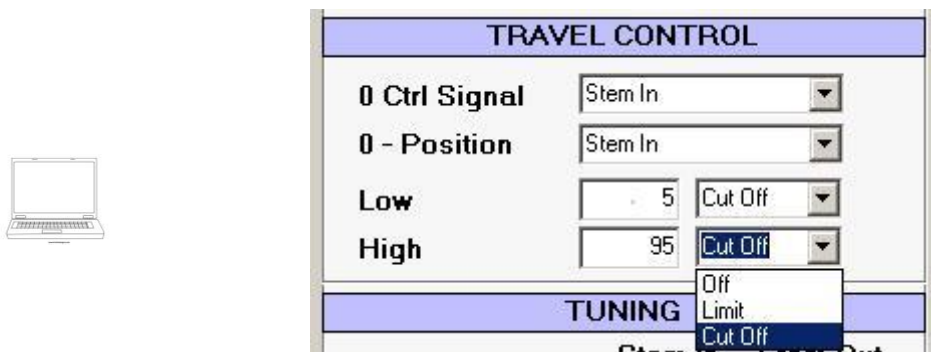 TRAVEL CONTROL
0 Ctrl Signal Stem In
0 - Position Stem In
Low 5 Cut Off
High 95 Cut Off
Off
Limit
TUNING
Cut Off